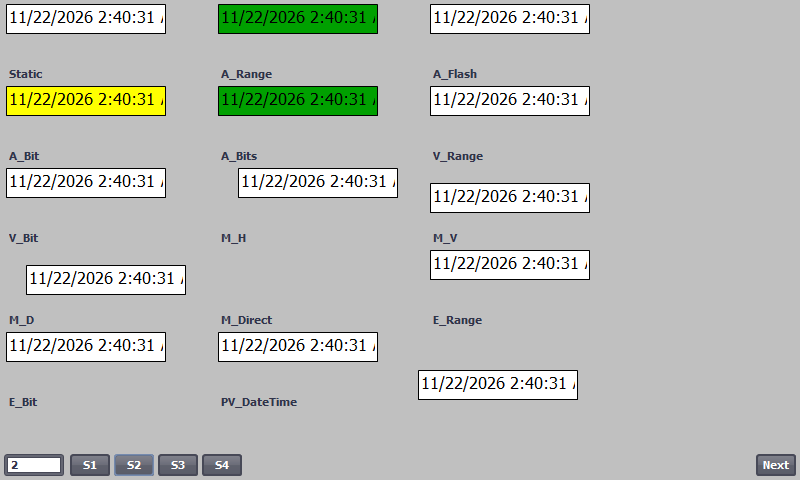 11/22/2026 2:40:31 11/22/2026 2:40:31 11/22/2026 2:40:31
Static A_Range A_Flash
11/22/2026 2:40:31 11/22/2026 2:40:31 11/22/2026 2:40:31
A_Bit A_Bits V_Range
11/22/2026 2:40:31 11/22/2026 2:40:31 11/22/2026 2:40:31
V_Bit M_H M_V
11/22/2026 2:40:31 11/22/2026 2:40:31
M_D M_Direct E_Range
11/22/2026 2:40:31 11/22/2026 2:40:31 11/22/2026 2:40:31
E_Bit PV_DateTime
2 S1 S2 S3 S4 Next